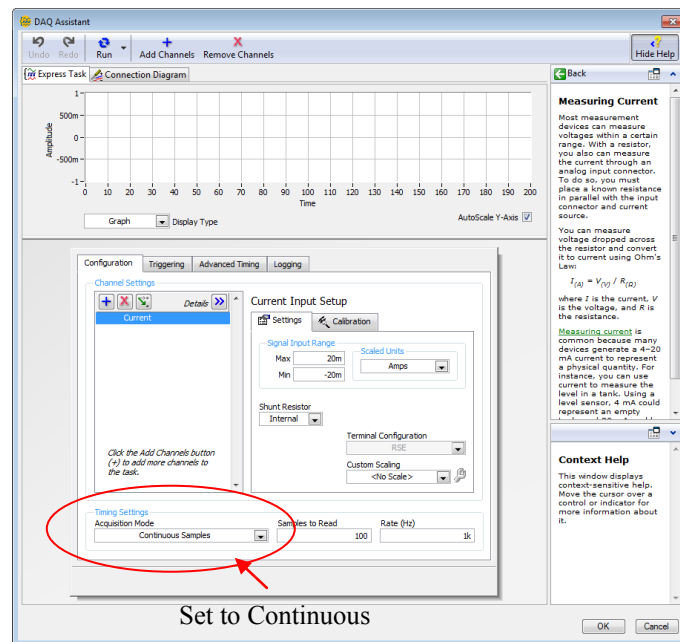 DAQ Assistant
Undo Redo Run Add Channels Remove Channels Hide Help
Express Task Connection Diagram
Amplitude
1
500m
0
-500m
-1
0 10 20 30 40 50 60 70 80 90 100 110 120 130 140 150 160 170 180 190 200
Time
Graph Display Type AutoScale Y-Axis
Configuration Triggering Advanced Timing Logging
Channel Settings
Details
Current
Click the Add Channels button
(+) to add more channels to
the task.
Current Input Setup
Settings Calibration
Signal Input Range
Max 20m
Min -20m
Scaled Units
Amps
Shunt Resistor
Internal
Terminal Configuration
RSE
Custom Scaling
<No Scale>
Timing Settings
Acquisition Mode Samples to Read Rate (Hz)
Continuous Samples 100 1k
Set to Continuous
Back
Measuring Current
Most measurement
devices can measure
voltages within a certain
range. With a resistor,
you also can measure
the current through an
analog input connector.
To do so, you must
place a known resistance
in parallel with the input
connector and current
source.
You can measure
voltage dropped across
the resistor and convert
it to current using Ohm's
Law:
I(A) = V(V) / R(Ω)
where I is the current, V
is the voltage, and R is
the resistance.
Measuring current is
common because many
devices generate a 4–20
mA current to represent
a physical quantity. For
instance, you can use
current to measure the
level in a tank. Using a
level sensor, 4 mA could
represent an empty
Context Help
This window displays
context-sensitive help.
Move the cursor over a
control or indicator for
more information about
it.
OK Cancel